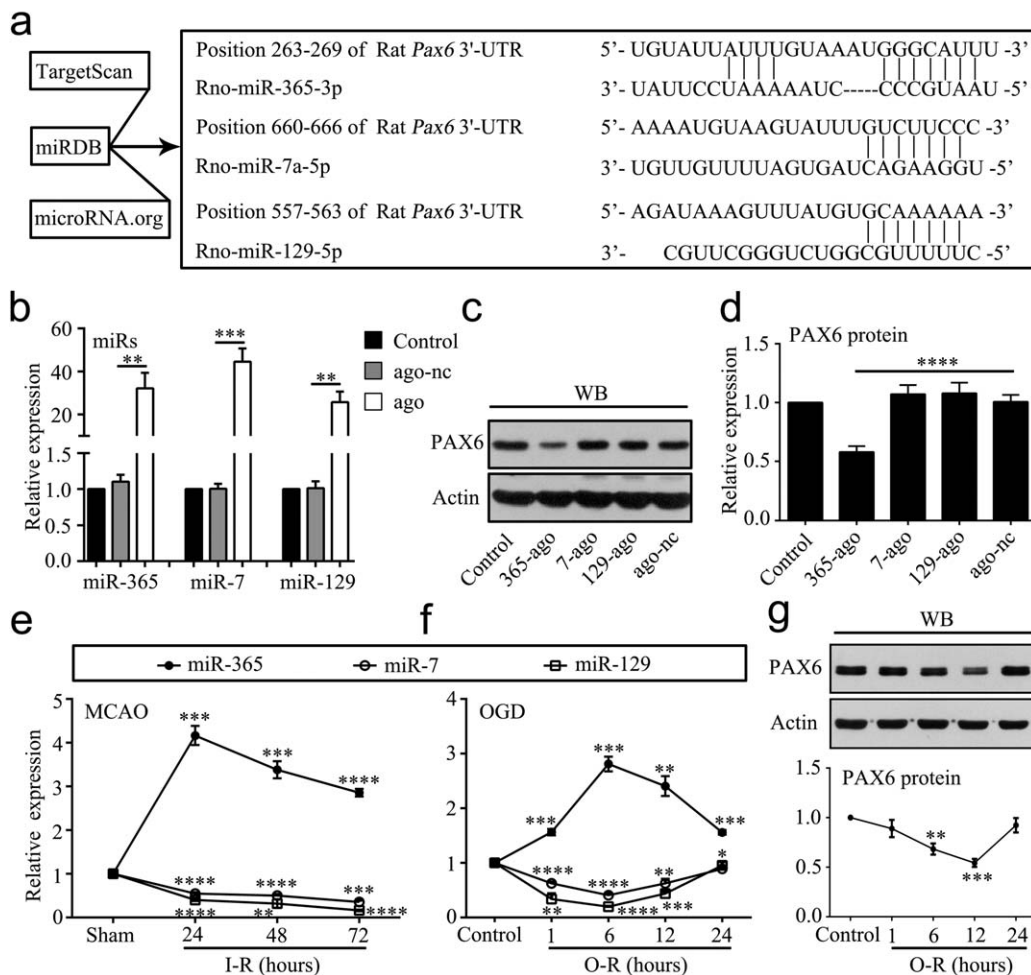 a
TargetScan
miRDB
microRNA.org
Position 263-269 of Rat Pax6 3'-UTR 5'- UGUAUUAUUUGUAAAUGGGCAUUU -3'
Rno-miR-365-3p 3'- UAUUCCUAAAAAUC-----CCCGUAAU -5'
Position 660-666 of Rat Pax6 3'-UTR 5'- AAAAUGUAAGUAUUUGUCUUCCC -3'
Rno-miR-7a-5p 3'- UGUUGUUUUAGUGAUCAGAAGGU -5'
Position 557-563 of Rat Pax6 3'-UTR 5'- AGAUAAAGUUUAUGUGCAAAAAA -3'
Rno-miR-129-5p 3'- CGUUCGGGUCUGGCGUUUUUC -5'
b
miRs
Relative expression
60
40
20
1.5
1.0
0.5
0.0
** *** **
miR-365 miR-7 miR-129
Control
ago-nc
ago
c
WB
PAX6
Actin
Control 365-ago 7-ago 129-ago ago-nc
d
PAX6 protein
Relative expression
1.5
1.0
0.5
0.0
****
Control 365-ago 7-ago 129-ago ago-nc
e
f
miR-365 miR-7 miR-129
MCAO
Relative expression
5
4
3
2
1
0
*** *** ****
**** **** ***
**** ** ****
Sham 24 48 72
I-R (hours)
OGD
4
3
2
1
0
*** *** ** ***
**** **** ** *
** **** ***
Control 1 6 12 24
O-R (hours)
g
WB
PAX6
Actin
PAX6 protein
1.5
1.0
0.5
0.0
** ***
Control 1 6 12 24
O-R (hours)